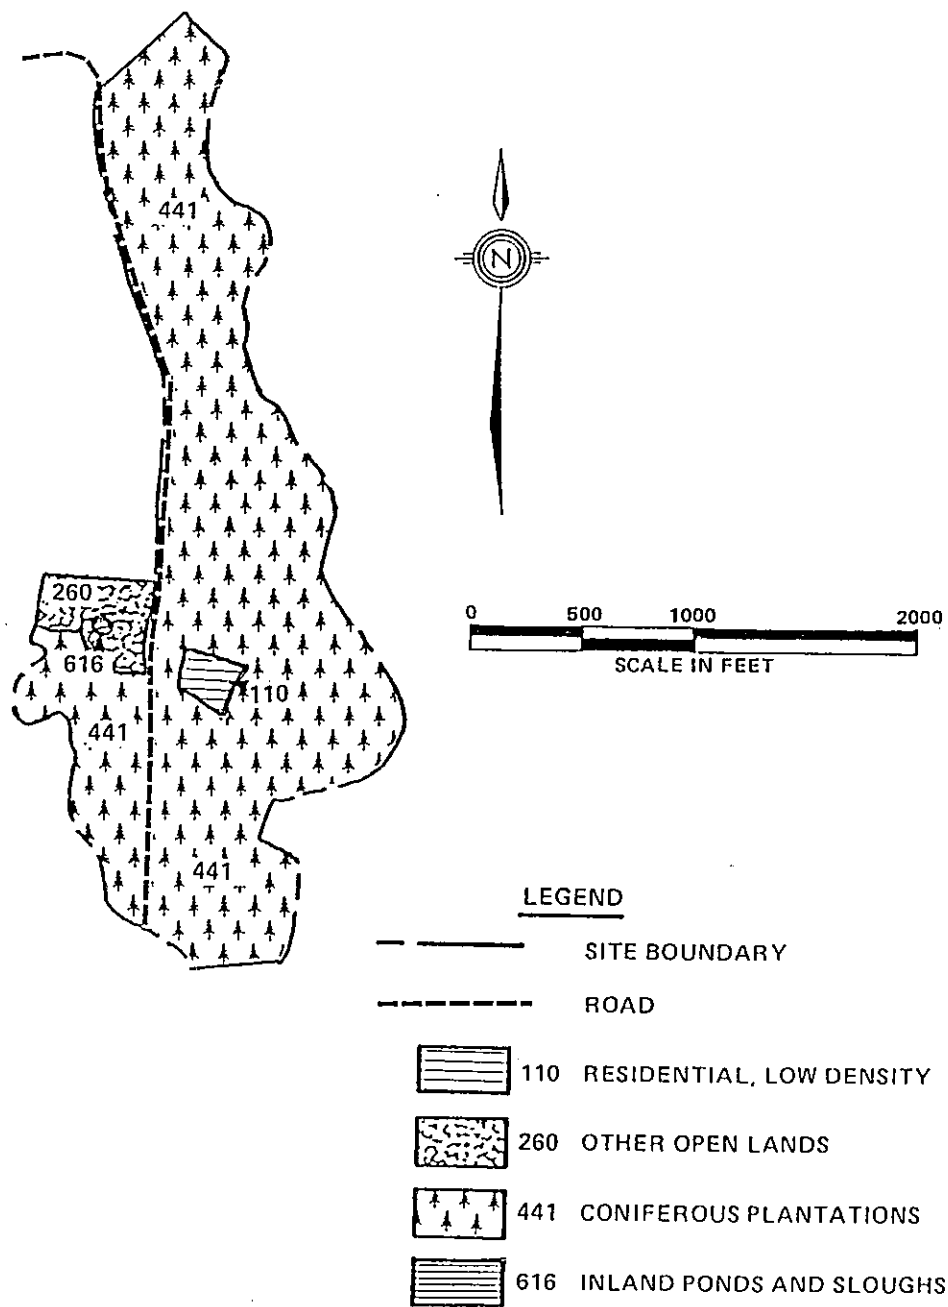 441
N
260
0 500 1000 2000
SCALE IN FEET
616
110
441
441
LEGEND
SITE BOUNDARY
ROAD
110 RESIDENTIAL, LOW DENSITY
260 OTHER OPEN LANDS
441 CONIFEROUS PLANTATIONS
616 INLAND PONDS AND SLOUGHS